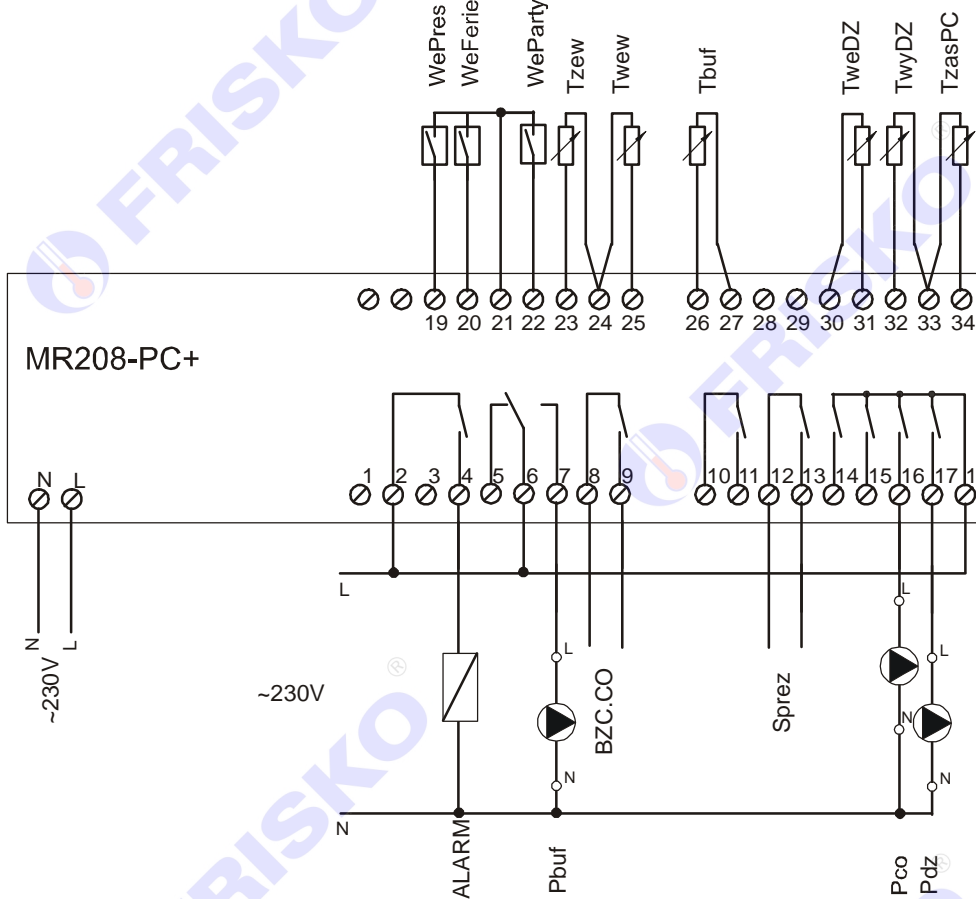 WePres
WeFerie
WeParty
Tzew
Twew
Tbuf
TweDZ
TwyDZ
TzasPC
FRISKO
®
FRISKO
19 20 21 22 23 24 25 26 27 28 29 30 31 32 33 34
MR208-PC+
N L
1 2 3 4 5 6 7 8 9 10 11 12 13 14 15 16 17 1
L
N
L
~230V
~230V
®
L
L
L
BZC.CO
Sprez
N
N
N
N
ALARM
Pbuf
Pco
Pdz
FRISKO
®